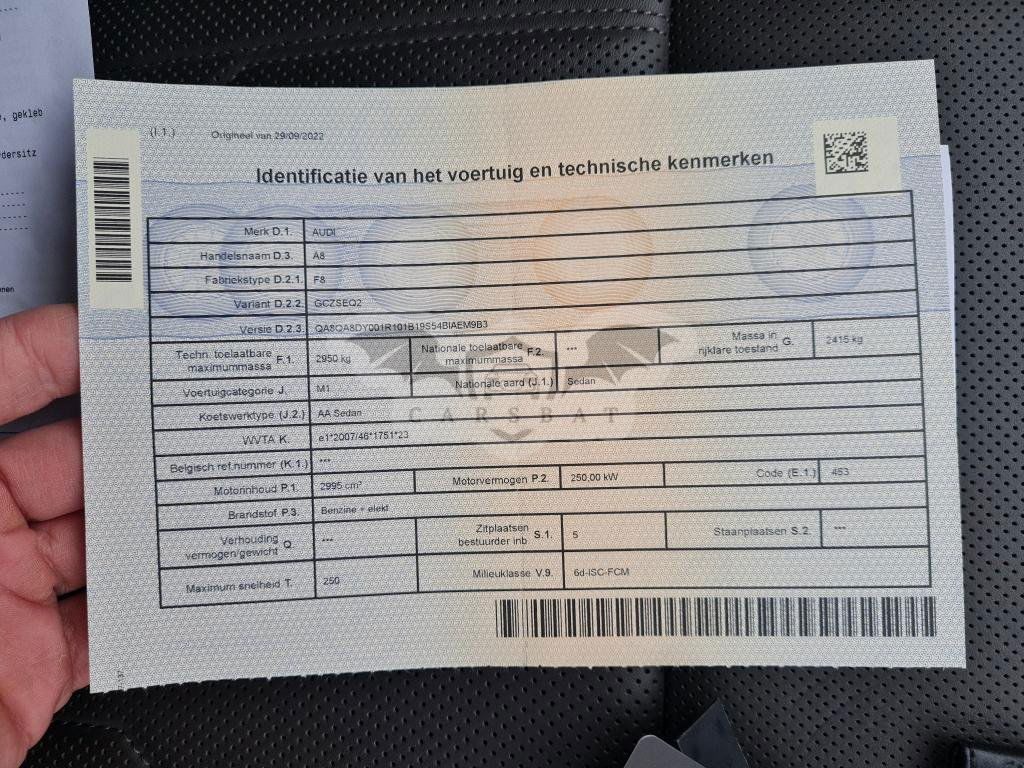 , gekleb
dersitz
nen
(I.1.) Origineel van 29/09/2022
Identificatie van het voertuig en technische kenmerken
Merk D.1. AUDI
Handelsnaam D.3. A8
Fabriekstype D.2.1. F8
Variant D.2.2. GCZSEQ2
Versie D.2.3. QA8QA8DY001R101B19S54BIAEM9B3
Techn. toelaatbare maximummassa F.1. 2950 kg Nationale toelaatbare maximummassa F.2. --- Massa in rijklare toestand G. 2415 kg
Voertuigcategorie J. M1 Nationale aard (J.1.) Sedan
Koetswerktype (J.2.) AA Sedan
CARSBAT
WVTA K. e1*2007/46*1751*23
Belgisch ref.nummer (K.1.) ---
Motorinhoud P.1. 2995 cm³ Motorvermogen P.2. 250,00 kW Code (E.1.) 453
Brandstof P.3. Benzine + elekt
Verhouding vermogen/gewicht Q. --- Zitplaatsen bestuurder inb. S.1. 5 Staanplaatsen S.2. ---
Maximum snelheid T. 250 Milieuklasse V.9. 6d-ISC-FCM